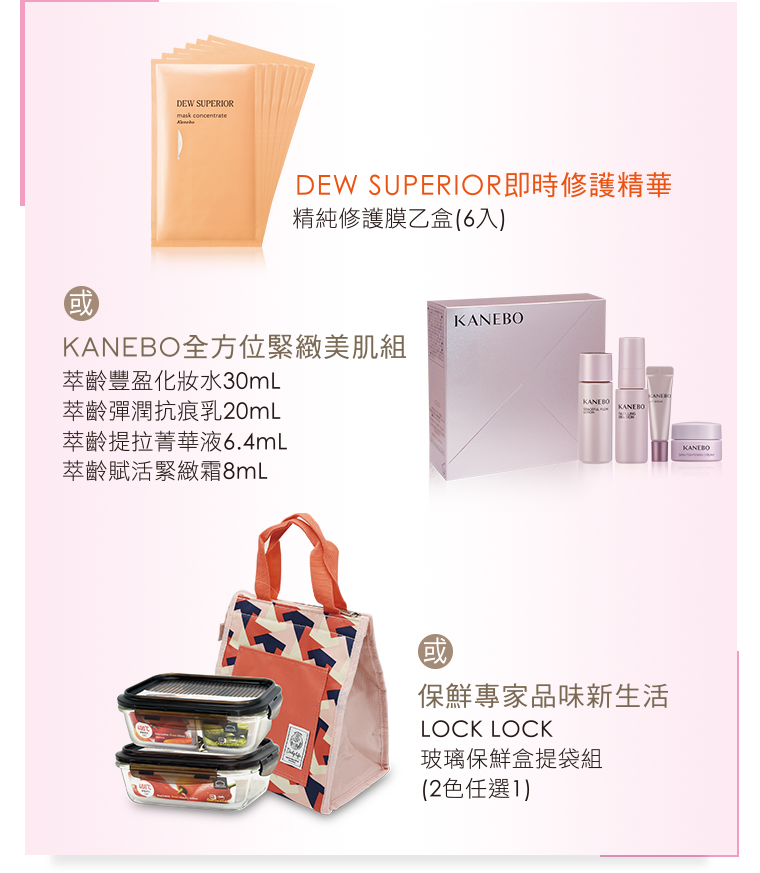 DEW SUPERIOR
mask concentrate
Kanebo
DEW SUPERIOR即時修護精華
精純修護膜乙盒(6入)
或
KANEBO全方位緊緻美肌組
萃齡豐盈化妝水30mL
萃齡彈潤抗痕乳20mL
萃齡提拉菁華液6.4mL
萃齡賦活緊緻霜8mL
KANEBO
KANEBO
KANEBO
KANEBO
KANEBO
或
保鮮專家品味新生活
LOCK LOCK
玻璃保鮮盒提袋組
(2色任選1)
400℃
400℃